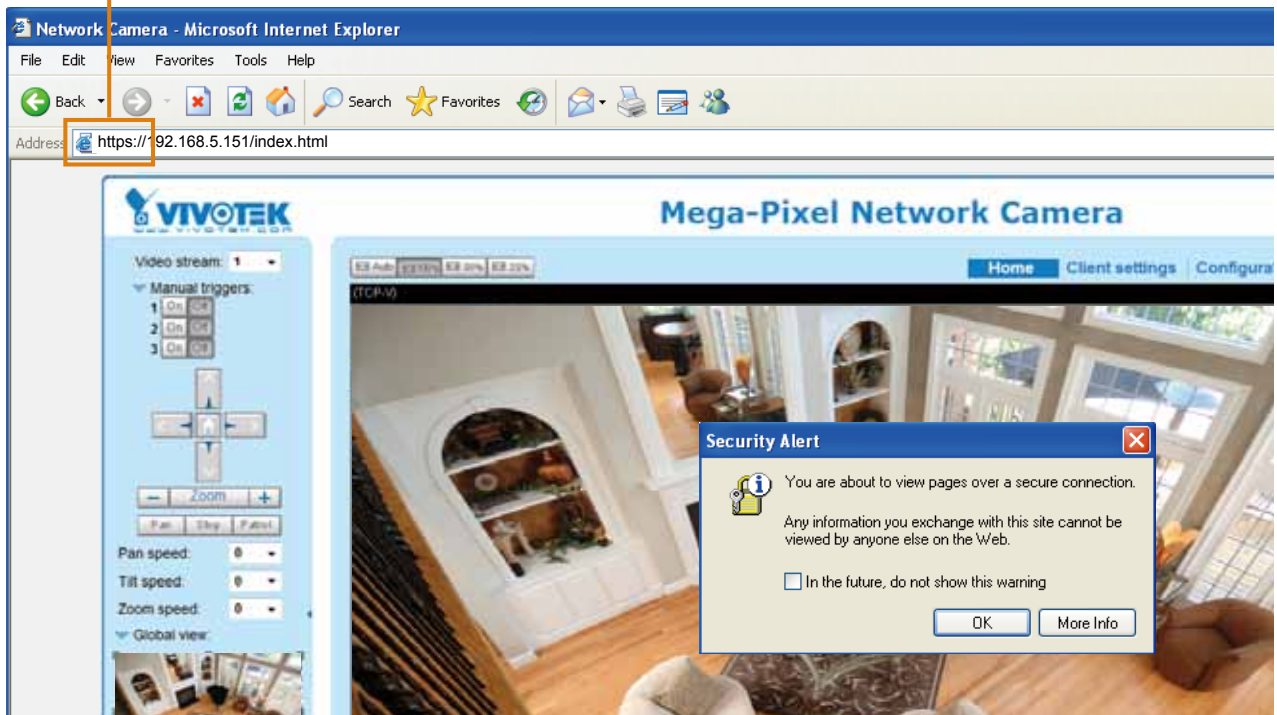 Network Camera - Microsoft Internet Explorer
File Edit View Favorites Tools Help
Back Search Favorites
Address https://192.168.5.151/index.html
VIVOTEK
WWW.VIVOTEK.COM
Mega-Pixel Network Camera
Video stream: 1
Auto
Home Client settings Configura
Manual triggers:
(TCP-V)
1 On Off
2 On Off
3 On Off
Zoom
Pan Stop Patrol
Pan speed: 0
Tilt speed: 0
Zoom speed: 0
Global view:
Security Alert
You are about to view pages over a secure connection.
Any information you exchange with this site cannot be
viewed by anyone else on the Web.
In the future, do not show this warning
OK More Info